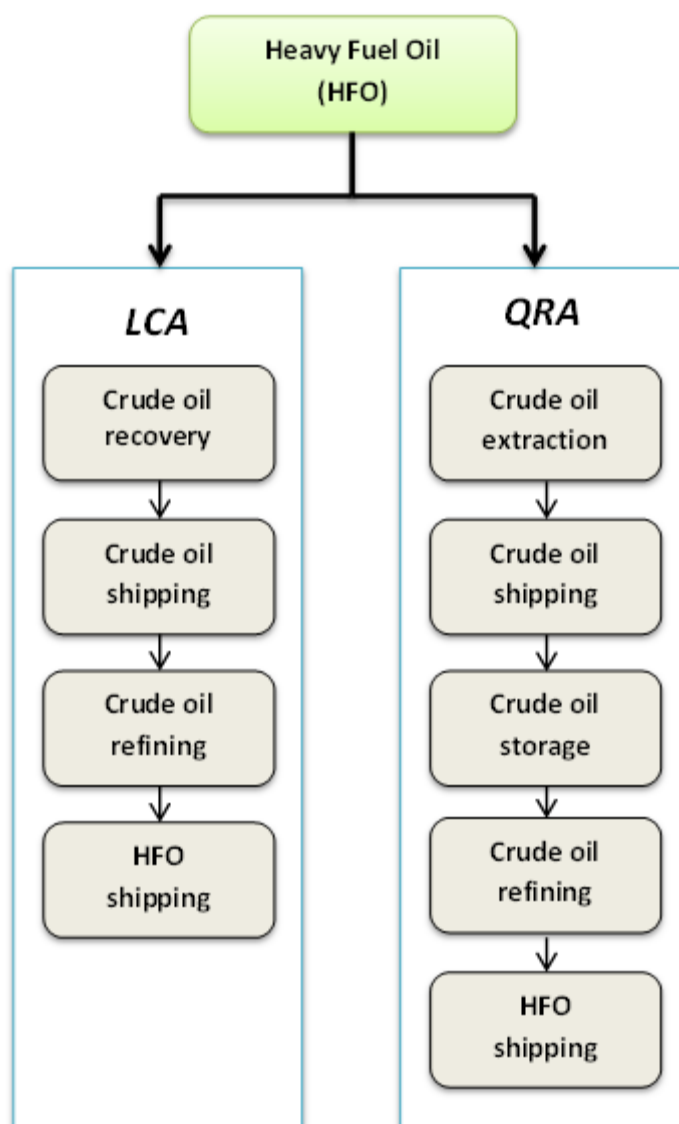 Heavy Fuel Oil
(HFO)
LCA
Crude oil
recovery
Crude oil
shipping
Crude oil
refining
HFO
shipping
QRA
Crude oil
extraction
Crude oil
shipping
Crude oil
storage
Crude oil
refining
HFO
shipping